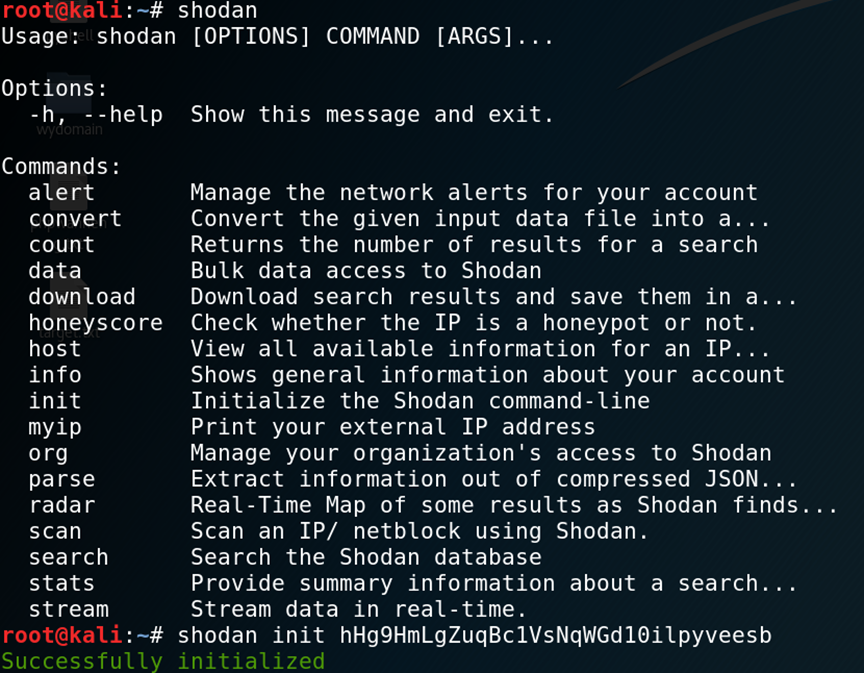 root@kali:~# shodan
Usage: shodan [OPTIONS] COMMAND [ARGS]...
Options:
-h, --help  Show this message and exit.
wydomain
Commands:
alert       Manage the network alerts for your account
convert     Convert the given input data file into a...
count       Returns the number of results for a search
data        Bulk data access to Shodan
download    Download search results and save them in a...
honeyscore  Check whether the IP is a honeypot or not.
target.txt
host        View all available information for an IP...
info        Shows general information about your account
init        Initialize the Shodan command-line
myip        Print your external IP address
org         Manage your organization's access to Shodan
parse       Extract information out of compressed JSON...
radar       Real-Time Map of some results as Shodan finds...
scan        Scan an IP/ netblock using Shodan.
search      Search the Shodan database
stats       Provide summary information about a search...
stream      Stream data in real-time.
root@kali:~# shodan init hHg9HmLgZuqBc1VsNqWGd10ilpyveesb
Successfully initialized